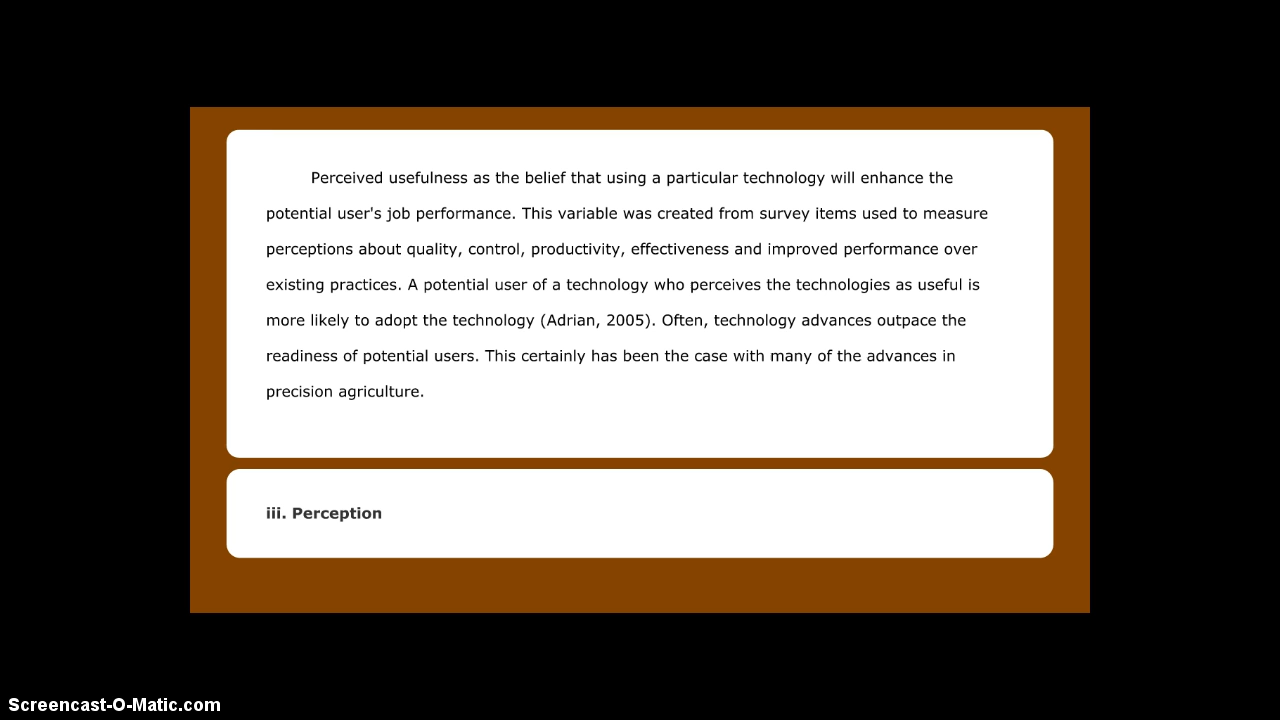 Perceived usefulness as the belief that using a particular technology will enhance the
potential user's job performance. This variable was created from survey items used to measure
perceptions about quality, control, productivity, effectiveness and improved performance over
existing practices. A potential user of a technology who perceives the technologies as useful is
more likely to adopt the technology (Adrian, 2005). Often, technology advances outpace the
readiness of potential users. This certainly has been the case with many of the advances in
precision agriculture.
iii. Perception
Screencast-O-Matic.com